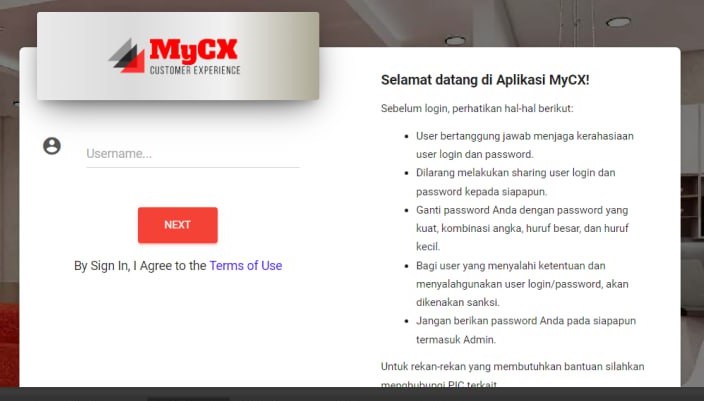 MyCX
CUSTOMER EXPERIENCE
Username...
NEXT
By Sign In, I Agree to the Terms of Use
Selamat datang di Aplikasi MyCX!
Sebelum login, perhatikan hal-hal berikut:
• User bertanggung jawab menjaga kerahasiaan
user login dan password.
• Dilarang melakukan sharing user login dan
password kepada siapapun.
• Ganti password Anda dengan password yang
kuat, kombinasi angka, huruf besar, dan huruf
kecil.
• Bagi user yang menyalahi ketentuan dan
menyalahgunakan user login/password, akan
dikenakan sanksi.
• Jangan berikan password Anda pada siapapun
termasuk Admin.
Untuk rekan-rekan yang membutuhkan bantuan silahkan
menghubungi PIC terkait